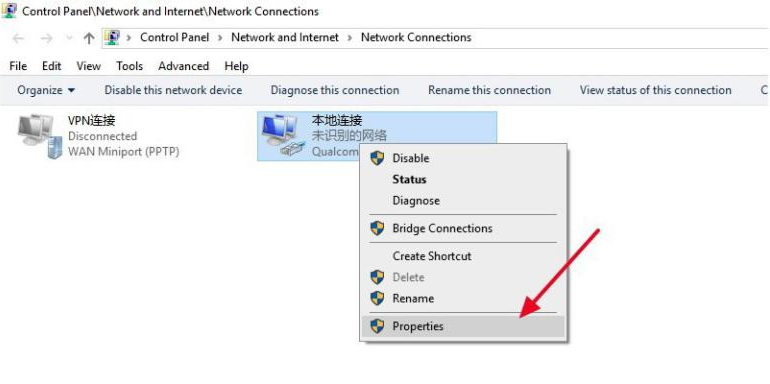 Control Panel\Network and Internet\Network Connections
Control Panel > Network and Internet > Network Connections
File Edit View Tools Advanced Help
Organize Disable this network device Diagnose this connection Rename this connection View status of this connection C
VPN连接
Disconnected
WAN Miniport (PPTP)
本地连接
未识别的网络
Qualcom
Disable
Status
Diagnose
Bridge Connections
Create Shortcut
Delete
Rename
Properties